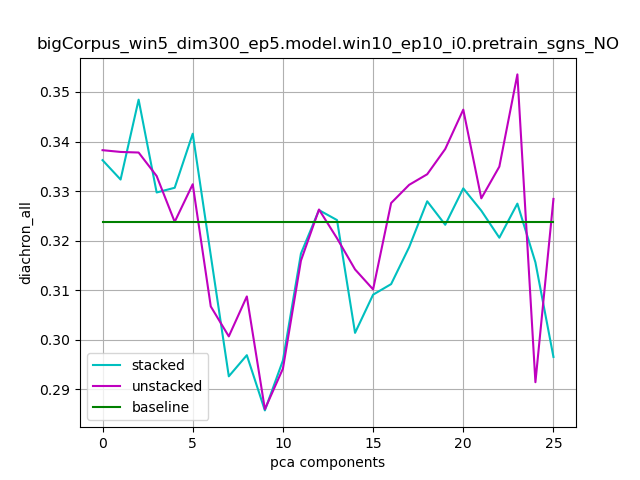 bigCorpus_win5_dim300_ep5.model.win10_ep10_i0.pretrain_sgns_NO
0.35
0.34
0.33
0.32
0.31
0.30
0.29
diachron_all
stacked
unstacked
baseline
0 5 10 15 20 25
pca components